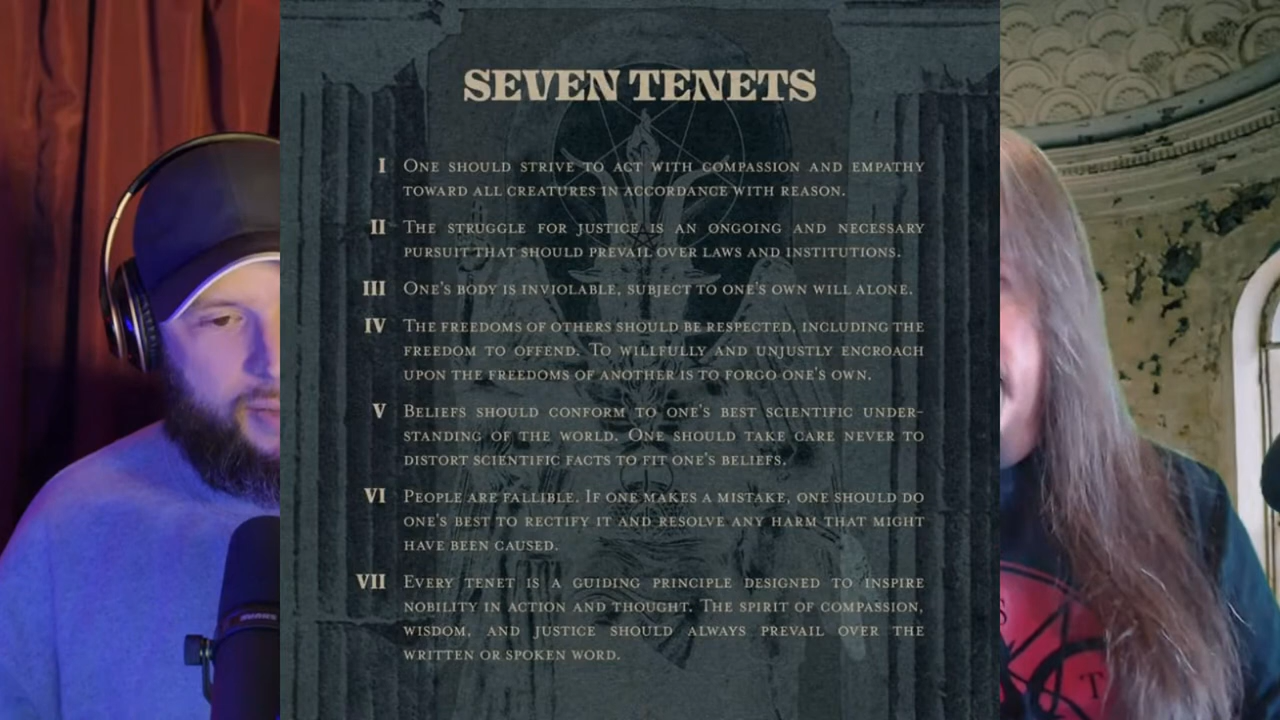 SEVEN TENETS
I ONE SHOULD STRIVE TO ACT WITH COMPASSION AND EMPATHY
TOWARD ALL CREATURES IN ACCORDANCE WITH REASON.
II THE STRUGGLE FOR JUSTICE IS AN ONGOING AND NECESSARY
PURSUIT THAT SHOULD PREVAIL OVER LAWS AND INSTITUTIONS.
III ONE'S BODY IS INVIOLABLE, SUBJECT TO ONE'S OWN WILL ALONE.
IV THE FREEDOMS OF OTHERS SHOULD BE RESPECTED, INCLUDING THE
FREEDOM TO OFFEND. TO WILLFULLY AND UNJUSTLY ENCROACH
UPON THE FREEDOMS OF ANOTHER IS TO FORGO ONE'S OWN.
V BELIEFS SHOULD CONFORM TO ONE'S BEST SCIENTIFIC UNDER-
STANDING OF THE WORLD. ONE SHOULD TAKE CARE NEVER TO
DISTORT SCIENTIFIC FACTS TO FIT ONE'S BELIEFS.
VI PEOPLE ARE FALLIBLE. IF ONE MAKES A MISTAKE, ONE SHOULD DO
ONE'S BEST TO RECTIFY IT AND RESOLVE ANY HARM THAT MIGHT
HAVE BEEN CAUSED.
VII EVERY TENET IS A GUIDING PRINCIPLE DESIGNED TO INSPIRE
NOBILITY IN ACTION AND THOUGHT. THE SPIRIT OF COMPASSION,
WISDOM, AND JUSTICE SHOULD ALWAYS PREVAIL OVER THE
WRITTEN OR SPOKEN WORD.
S
T